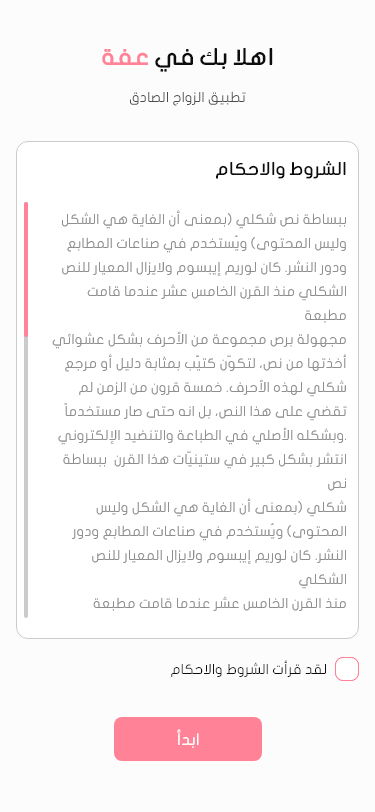 اهلا بك في عفة
تطبيق الزواج الصادق
الشروط والاحكام
ببساطة نص شكلي (بمعنى أن الغاية هي الشكل
وليس المحتوى) ويُستخدم في صناعات المطابع
ودور النشر. كان لوريم إيبسوم ولايزال المعيار للنص
الشكلي منذ القرن الخامس عشر عندما قامت
مطبعة
مجهولة برص مجموعة من الأحرف بشكل عشوائي
أخذتها من نص، لتكوّن كتيّب بمثابة دليل أو مرجع
شكلي لهذه الأحرف. خمسة قرون من الزمن لم
تقضي على هذا النص، بل انه حتى صار مستخدماً
.وبشكله الأصلي في الطباعة والتنضيد الإلكتروني
انتشر بشكل كبير في ستينيّات هذا القرن  ببساطة
نص
شكلي (بمعنى أن الغاية هي الشكل وليس
المحتوى) ويُستخدم في صناعات المطابع ودور
النشر. كان لوريم إيبسوم ولايزال المعيار للنص
الشكلي
منذ القرن الخامس عشر عندما قامت مطبعة
لقد قرأت الشروط والاحكام
ابدأ